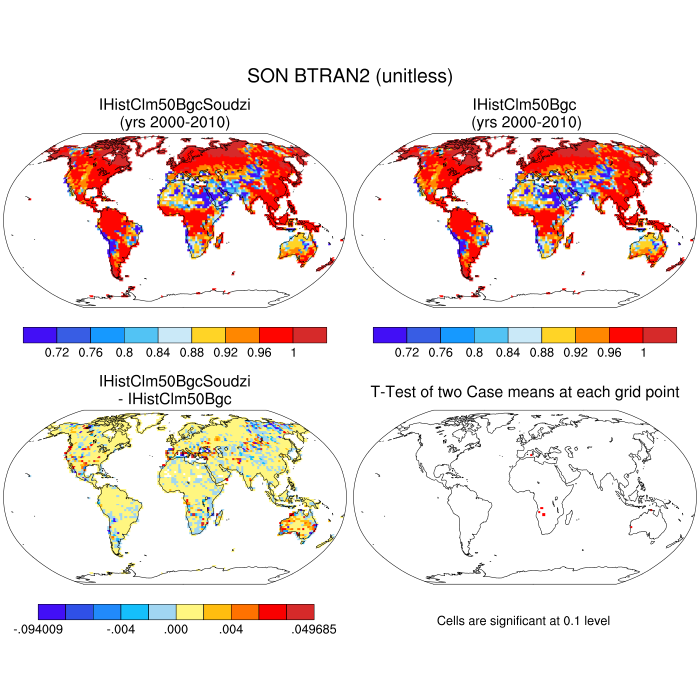 SON BTRAN2 (unitless)
IHistClm50BgcSoudzi
(yrs 2000-2010)
IHistClm50Bgc
(yrs 2000-2010)
0.72 0.76 0.8 0.84 0.88 0.92 0.96 1
0.72 0.76 0.8 0.84 0.88 0.92 0.96 1
IHistClm50BgcSoudzi
- IHistClm50Bgc
T-Test of two Case means at each grid point
-.094009 -.004 .000 .004 .049685
Cells are significant at 0.1 level